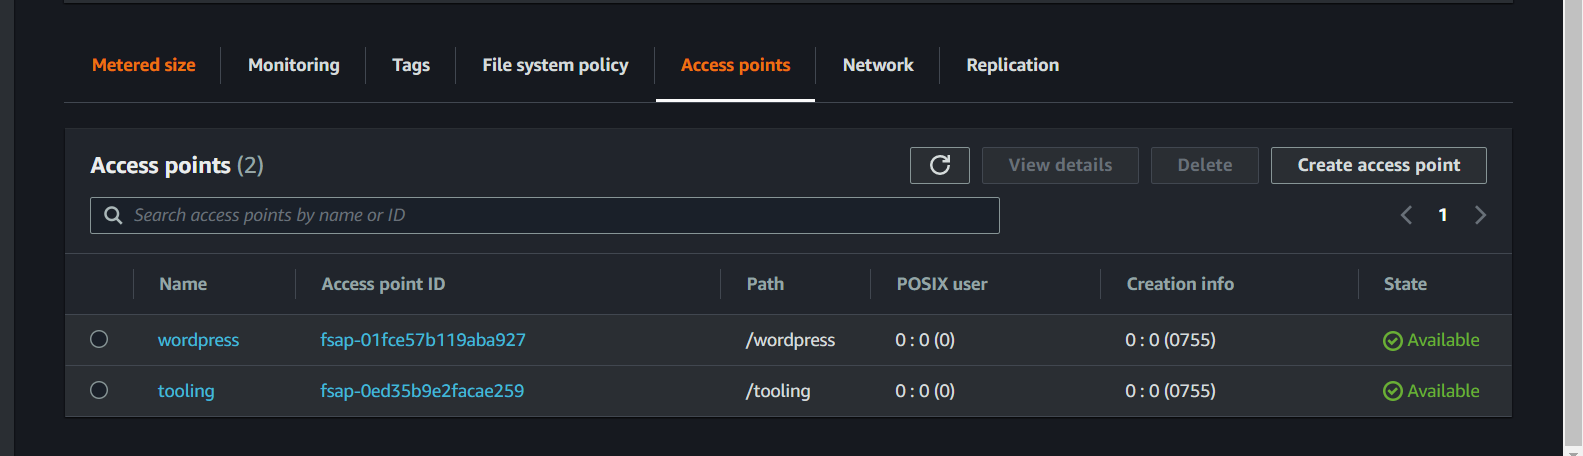 Metered size Monitoring Tags File system policy Access points Network Replication
Access points (2) View details Delete Create access point
Search access points by name or ID 1
Name Access point ID Path POSIX user Creation info State
wordpress fsap-01fce57b119aba927 /wordpress 0 : 0 (0) 0 : 0 (0755) Available
tooling fsap-0ed35b9e2facae259 /tooling 0 : 0 (0) 0 : 0 (0755) Available